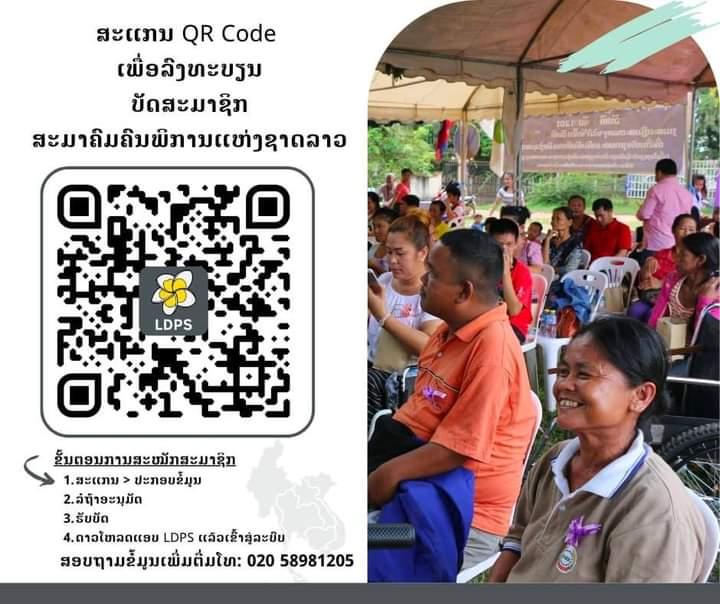 ສະແກນ QR Code
ເພື່ອລົງທະບຽນ
ບັດສະມາຊິກ
ສະມາຄົມຄົນພິການແຫ່ງຊາດລາວ
LDPS
ຂັ້ນຕອນການສະໝັກສະມາຊິກ
1.ສະແກນ > ປະກອບຂໍ້ມູນ
2.ລໍຖ້າອະນຸມັດ
3.ຮັບບັດ
4.ດາວໂຫລດແອບ LDPS ແລ້ວເຂົ້າສູ່ລະບົບ
ສອບຖາມຂໍ້ມູນເພີ່ມຕື່ມໂທ: 020 58981205